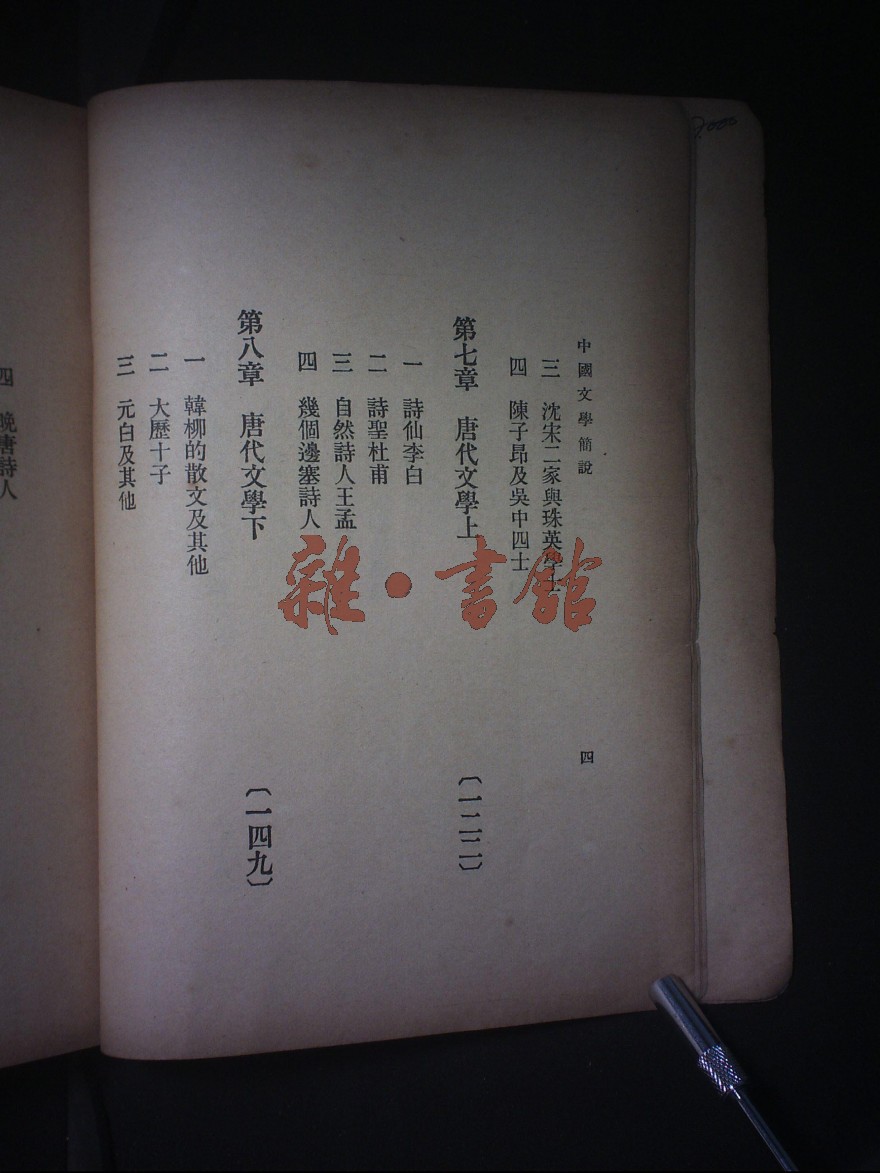 中國文學簡說
四
三 沈宋二家與珠英學士
四 陳子昂及吳中四士
第七章 唐代文學上 〔一二二〕
一 詩仙李白
二 詩聖杜甫
三 自然詩人王孟
四 幾個邊塞詩人
第八章 唐代文學下 〔一四九〕
一 韓柳的散文及其他
二 大歷十子
三 元白及其他
四 晚唐詩人
雜·書館